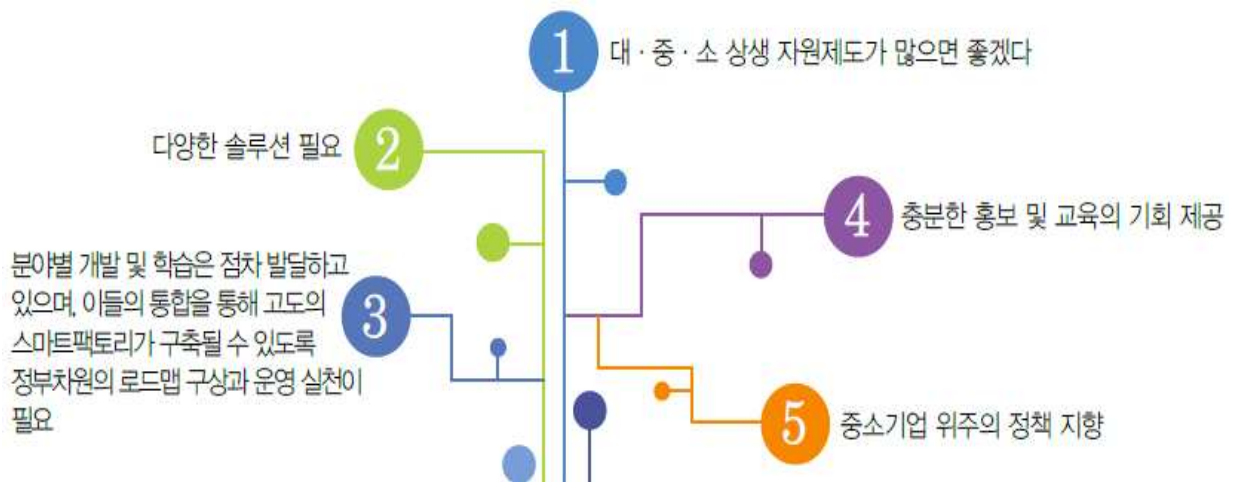 1
대 · 중 · 소 상생 자원제도가 많으면 좋겠다
2
다양한 솔루션 필요
3
분야별 개발 및 학습은 점차 발달하고
있으며, 이들의 통합을 통해 고도의
스마트팩토리가 구축될 수 있도록
정부차원의 로드맵 구상과 운영 실천이
필요
4
충분한 홍보 및 교육의 기회 제공
5
중소기업 위주의 정책 지향